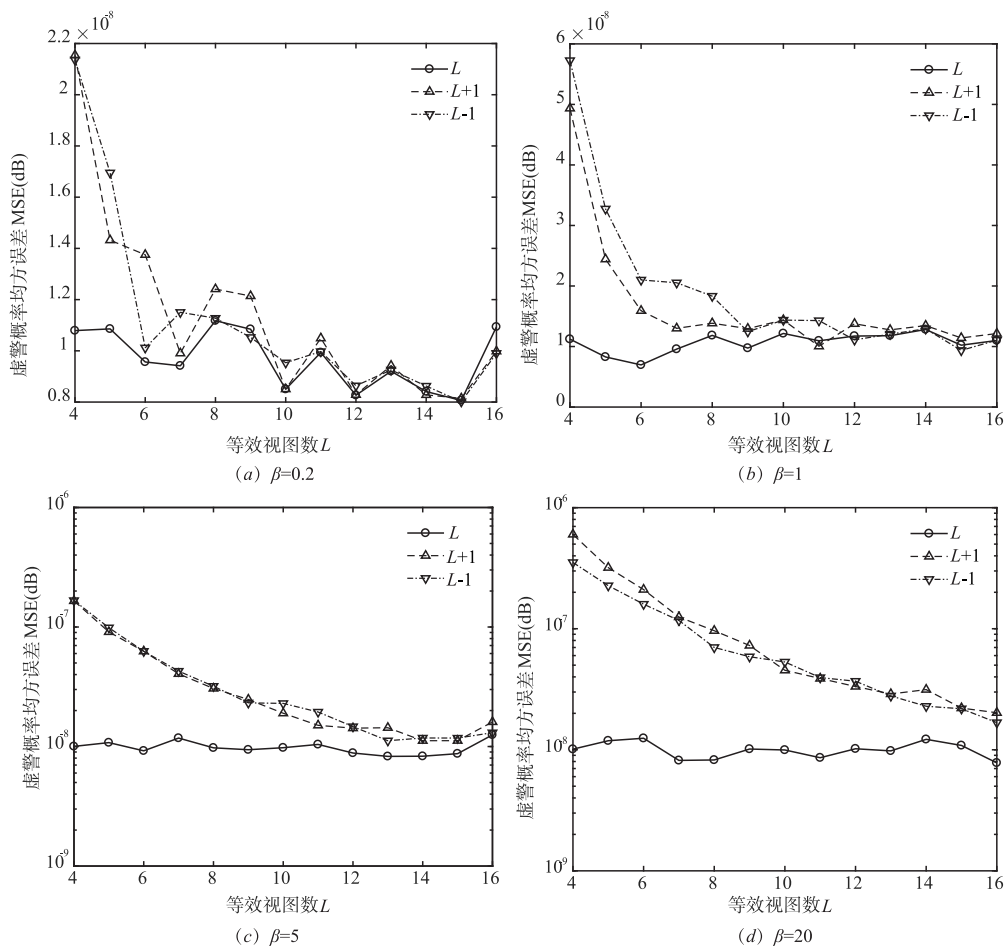 ×10⁻⁸
2.2
2
1.8
1.6
1.4
1.2
1
0.8
4 6 8 10 12 14 16
虚警概率均方误差MSE(dB)
L
L+1
L-1
等效视图数L
(a) β=0.2
×10⁻⁸
6
5
4
3
2
1
0
4 6 8 10 12 14 16
虚警概率均方误差MSE(dB)
L
L+1
L-1
等效视图数L
(b) β=1
10⁻⁶
10⁻⁷
10⁻⁸
10⁻⁹
4 6 8 10 12 14 16
虚警概率均方误差MSE(dB)
L
L+1
L-1
等效视图数L
(c) β=5
10⁻⁶
10⁻⁷
10⁻⁸
10⁻⁹
4 6 8 10 12 14 16
虚警概率均方误差MSE(dB)
L
L+1
L-1
等效视图数L
(d) β=20